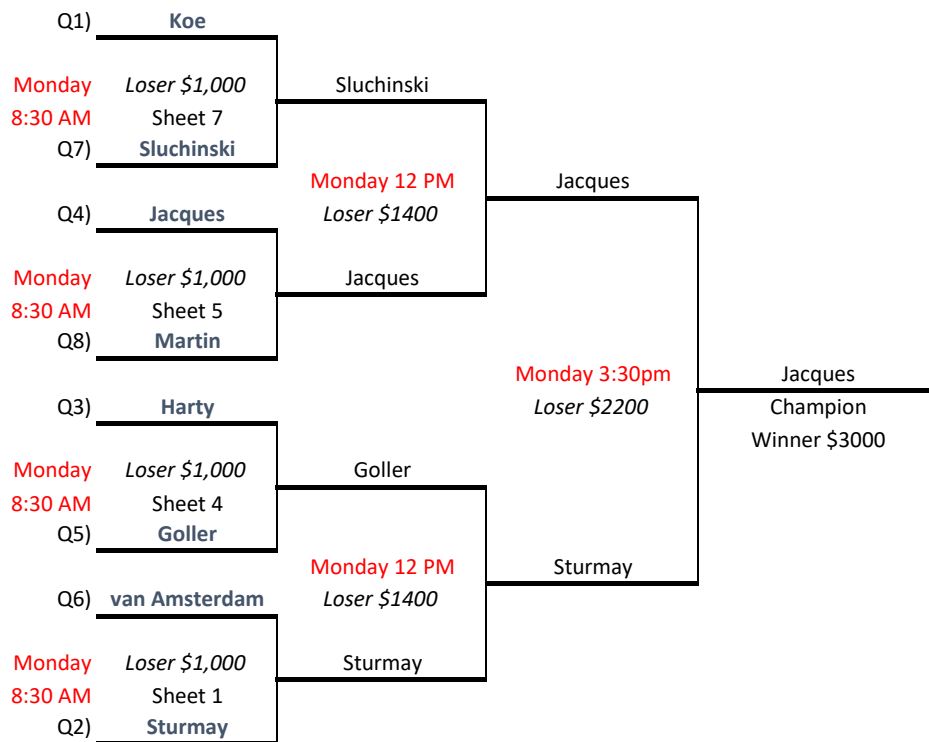 Q1) Koe
Monday Loser $1,000 Sluchinski
8:30 AM Sheet 7
Q7) Sluchinski
Monday 12 PM Jacques
Q4) Jacques Loser $1400
Monday Loser $1,000 Jacques
8:30 AM Sheet 5
Q8) Martin
Monday 3:30pm Jacques
Q3) Harty Loser $2200 Champion
Winner $3000
Monday Loser $1,000 Goller
8:30 AM Sheet 4
Q5) Goller
Monday 12 PM Sturmay
Q6) van Amsterdam Loser $1400
Monday Loser $1,000 Sturmay
8:30 AM Sheet 1
Q2) Sturmay